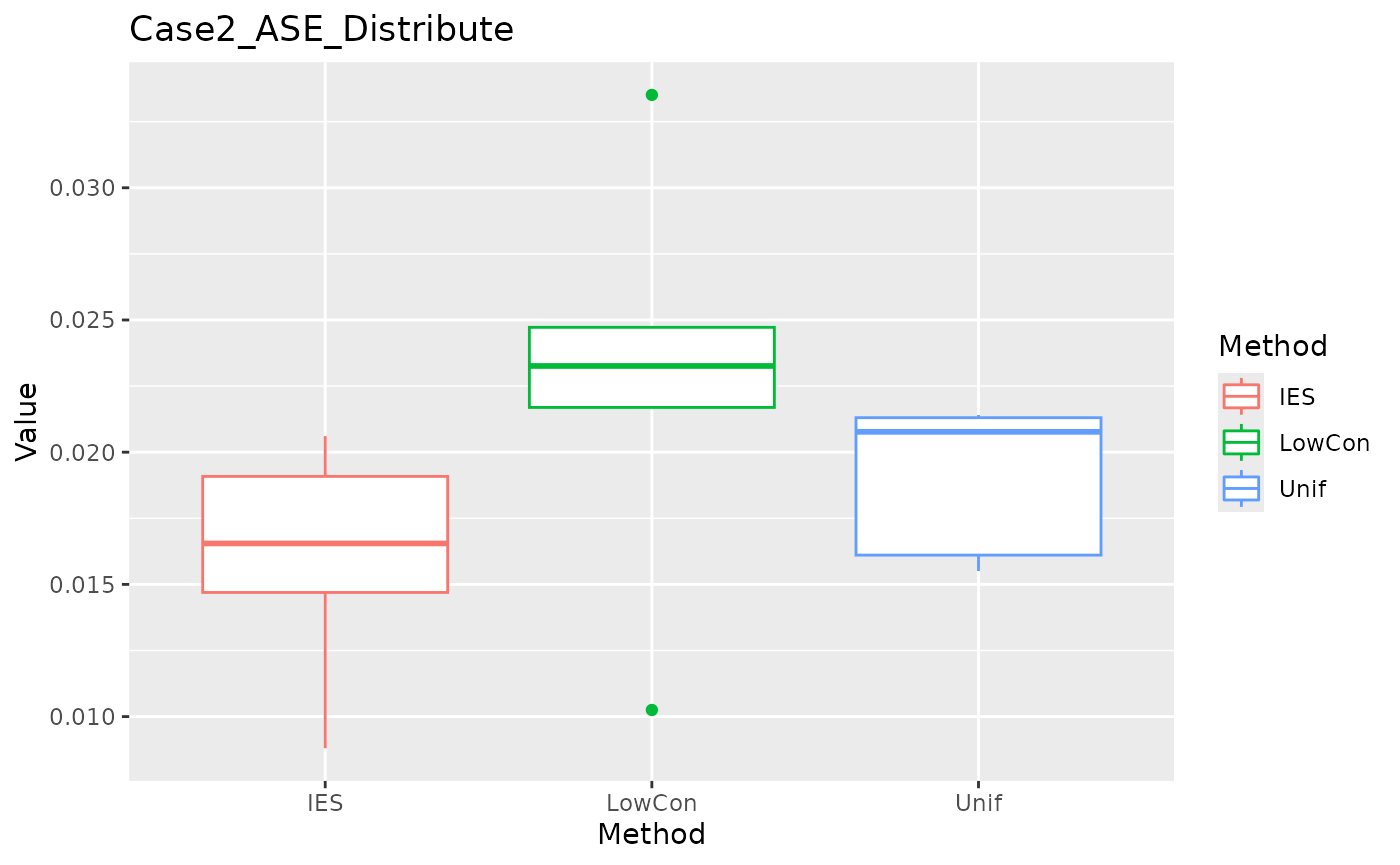 Case2_ASE_Distribute
0.030
0.025
0.020
0.015
0.010
Value
IES
LowCon
Unif
Method
Method
IES
LowCon
Unif